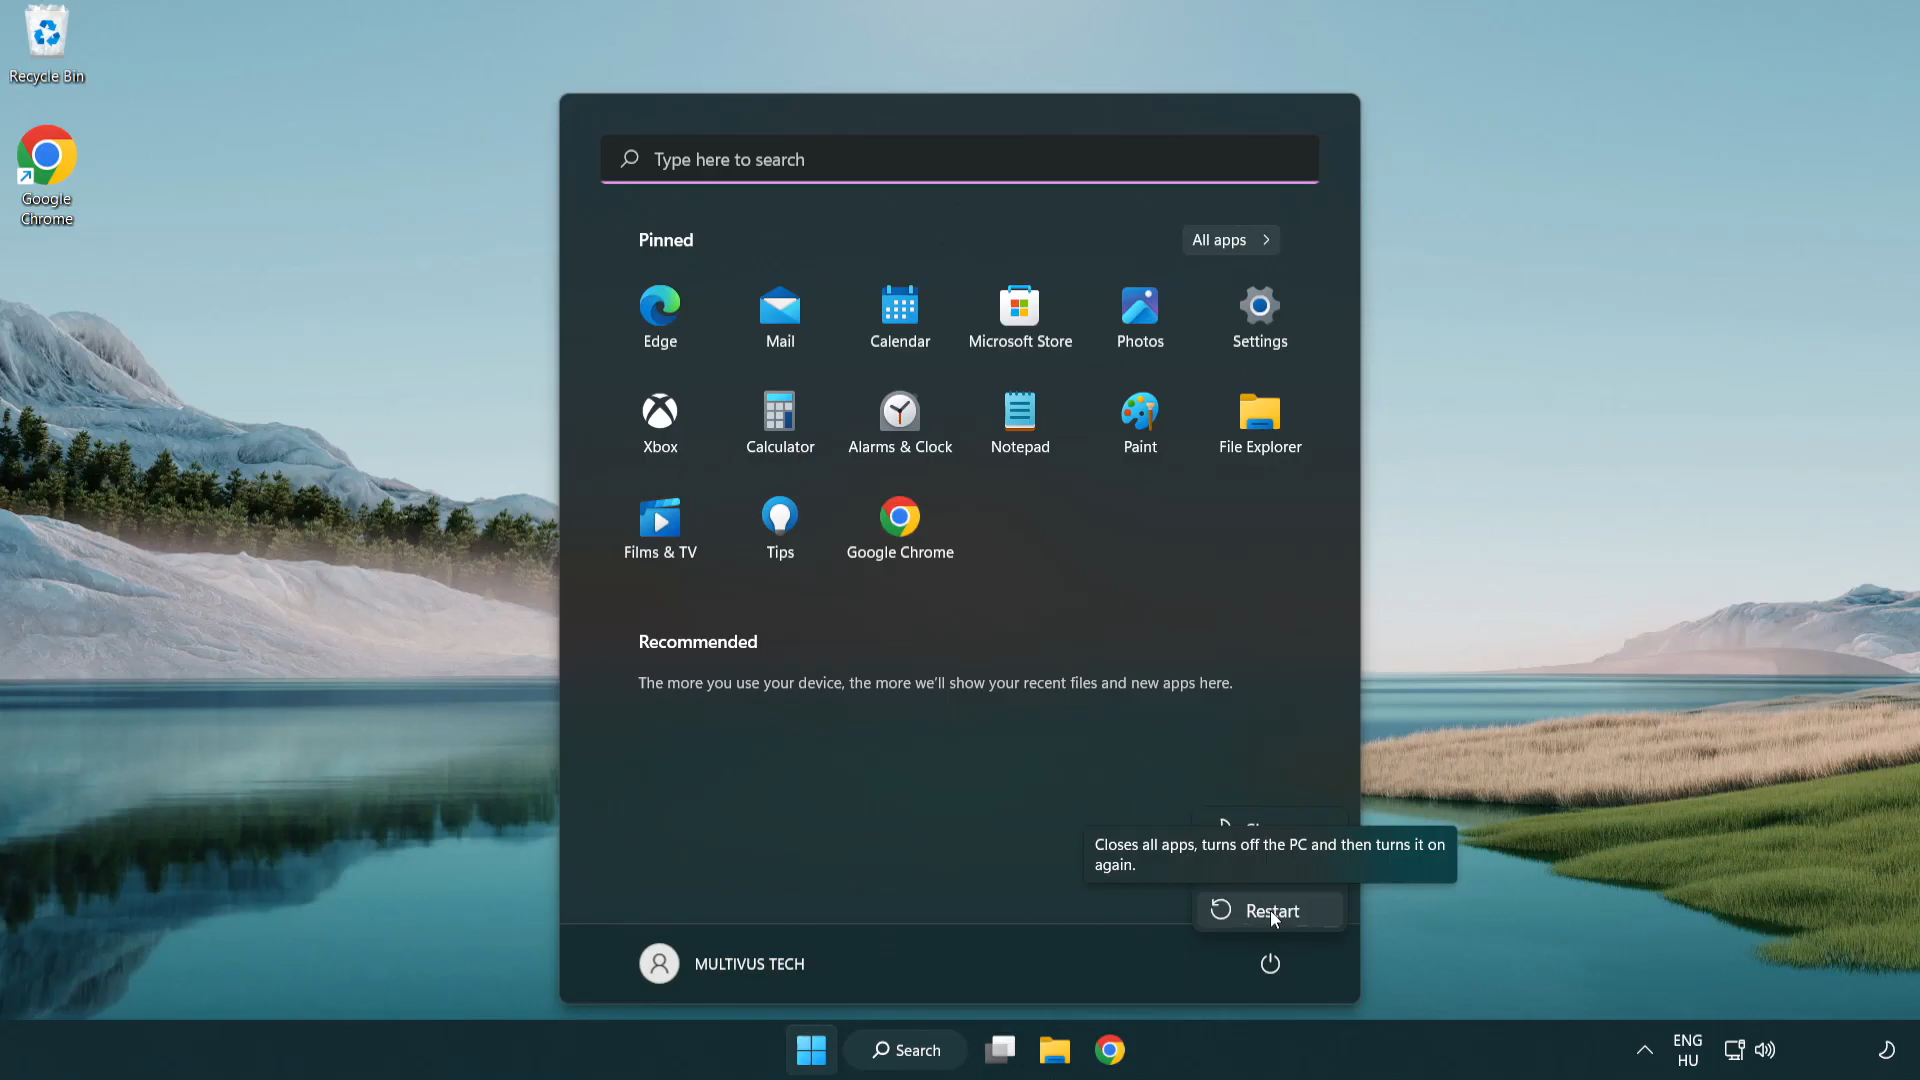 Recycle Bin
Google
Chrome
Type here to search
Pinned
All apps
Edge
Mail
Calendar
Microsoft Store
Photos
Settings
Xbox
Calculator
Alarms & Clock
Notepad
Paint
File Explorer
Films & TV
Tips
Google Chrome
Recommended
The more you use your device, the more we'll show your recent files and new apps here.
Closes all apps, turns off the PC and then turns it on
again.
Restart
MULTIVUS TECH
Search
ENG
HU